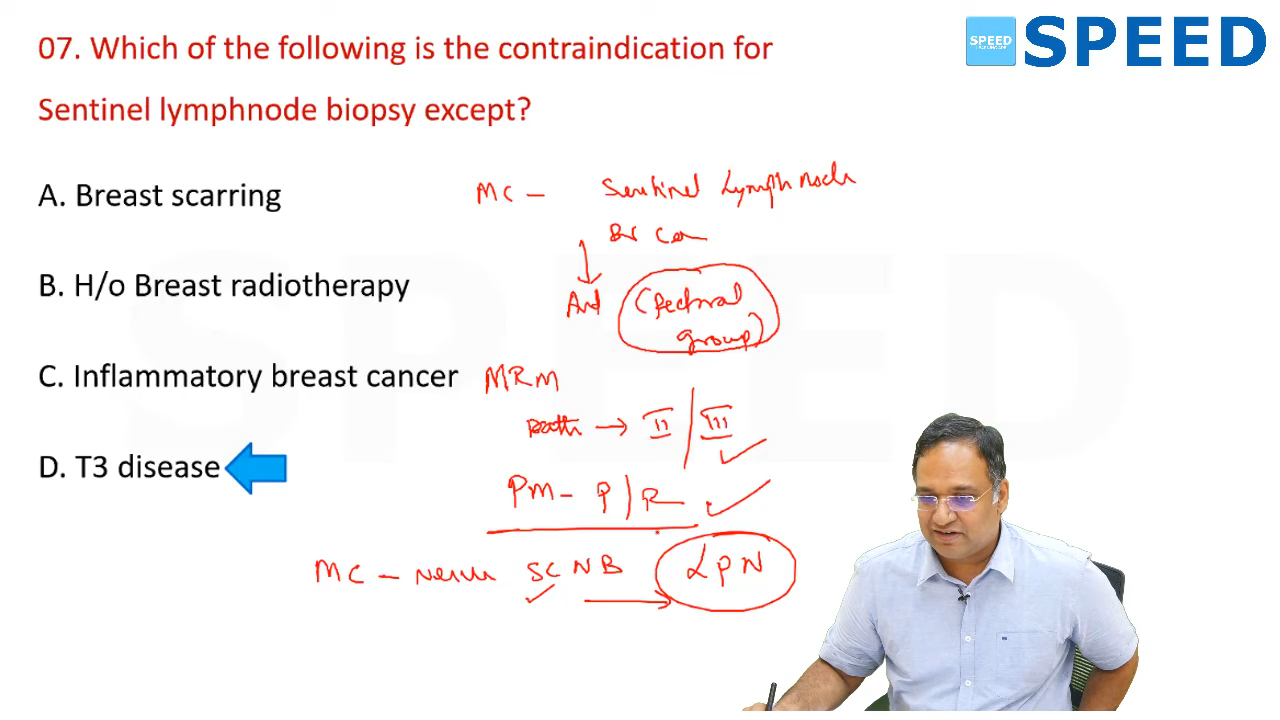 SPEED
SPEED
07. Which of the following is the contraindication for
Sentinel lymphnode biopsy except?
A. Breast scarring
B. H/o Breast radiotherapy
C. Inflammatory breast cancer
D. T3 disease
MC - Sentinel Lymph node
Br Ca
Ant (Pectoral
group)
MRM
→ II | III
PM - P | R
MC - nerve SC N B
LPN
SPEED